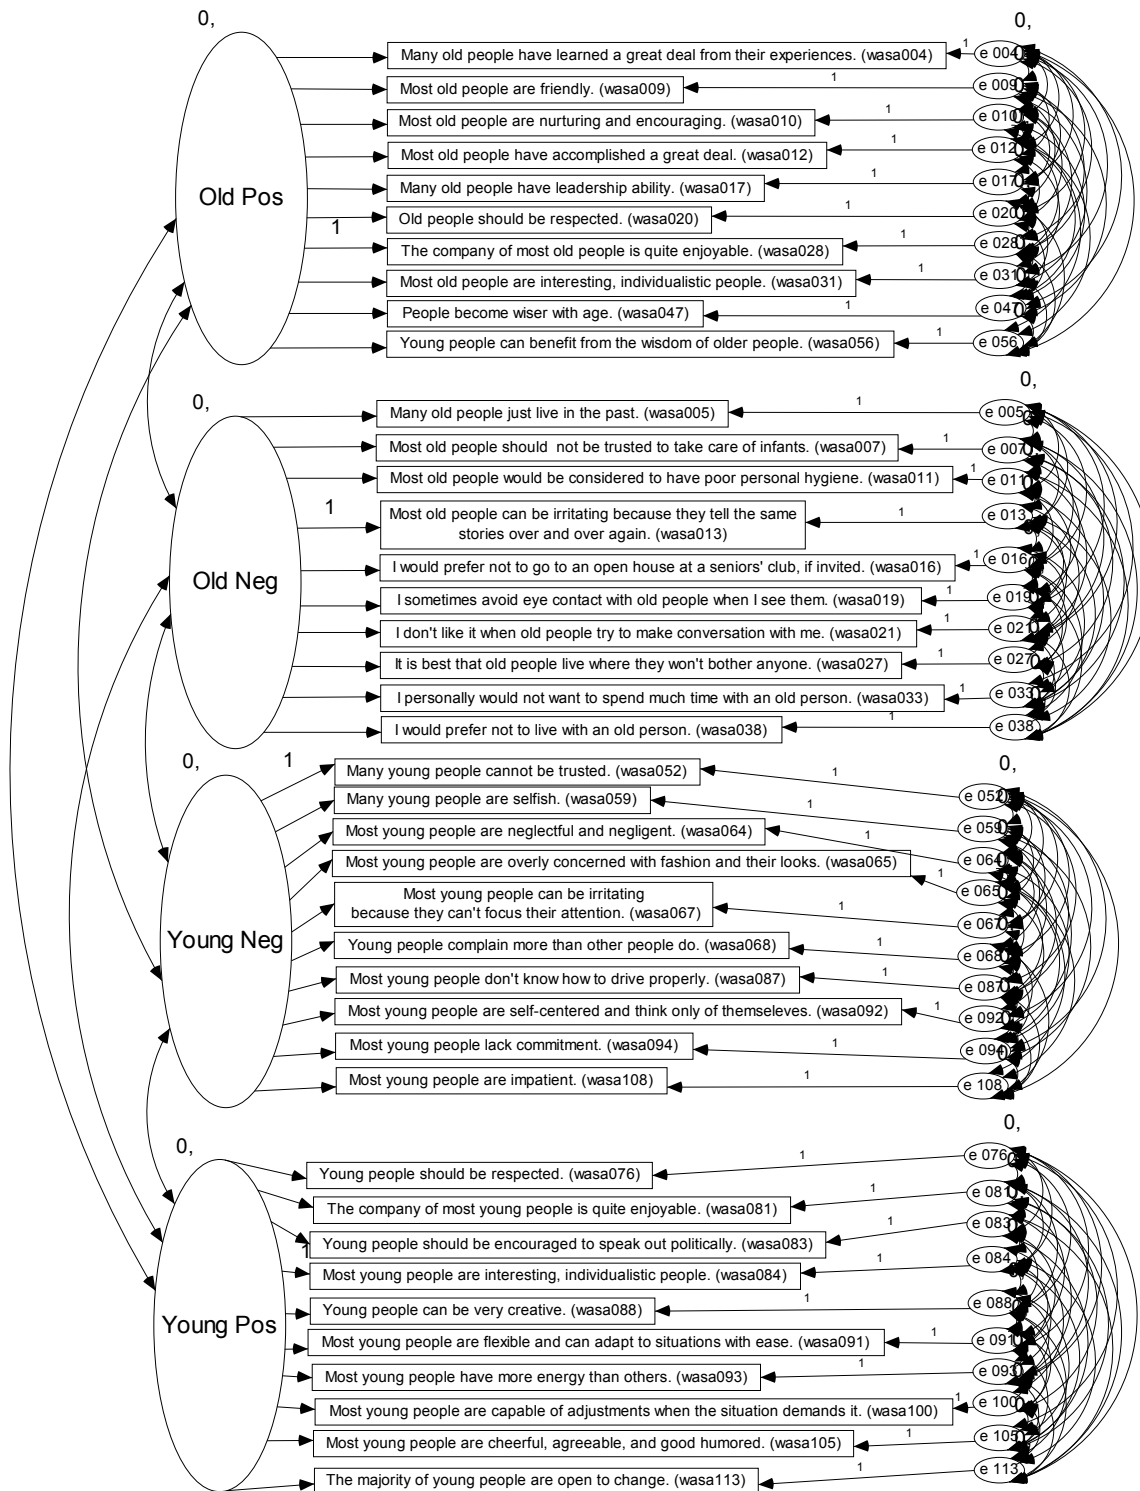 0,
0,
Many old people have learned a great deal from their experiences. (wasa004)
1
e 004
Most old people are friendly. (wasa009)
1
e 009
Most old people are nurturing and encouraging. (wasa010)
1
e 010
Most old people have accomplished a great deal. (wasa012)
1
e 012
Many old people have leadership ability. (wasa017)
1
e 017
Old Pos
Old people should be respected. (wasa020)
1
e 020
1
The company of most old people is quite enjoyable. (wasa028)
1
e 028
Most old people are interesting, individualistic people. (wasa031)
1
e 031
People become wiser with age. (wasa047)
1
e 047
Young people can benefit from the wisdom of older people. (wasa056)
1
e 056
0,
0,
Many old people just live in the past. (wasa005)
1
e 005
Most old people should  not be trusted to take care of infants. (wasa007)
1
e 007
Most old people would be considered to have poor personal hygiene. (wasa011)
1
e 011
1
Most old people can be irritating because they tell the same
stories over and over again. (wasa013)
1
e 013
I would prefer not to go to an open house at a seniors' club, if invited. (wasa016)
1
e 016
Old Neg
I sometimes avoid eye contact with old people when I see them. (wasa019)
1
e 019
I don't like it when old people try to make conversation with me. (wasa021)
1
e 021
It is best that old people live where they won't bother anyone. (wasa027)
1
e 027
I personally would not want to spend much time with an old person. (wasa033)
1
e 033
I would prefer not to live with an old person. (wasa038)
1
e 038
0,
1
0,
Many young people cannot be trusted. (wasa052)
1
e 052
Many young people are selfish. (wasa059)
1
e 059
Most young people are neglectful and negligent. (wasa064)
1
e 064
Most young people are overly concerned with fashion and their looks. (wasa065)
1
e 065
Most young people can be irritating
because they can't focus their attention. (wasa067)
1
e 067
Young Neg
Young people complain more than other people do. (wasa068)
1
e 068
Most young people don't know how to drive properly. (wasa087)
1
e 087
Most young people are self-centered and think only of themseleves. (wasa092)
1
e 092
Most young people lack commitment. (wasa094)
1
e 094
Most young people are impatient. (wasa108)
1
e 108
0,
0,
Young people should be respected. (wasa076)
1
e 076
The company of most young people is quite enjoyable. (wasa081)
1
e 081
1
Young people should be encouraged to speak out politically. (wasa083)
1
e 083
Most young people are interesting, individualistic people. (wasa084)
1
e 084
Young people can be very creative. (wasa088)
1
e 088
Young Pos
Most young people are flexible and can adapt to situations with ease. (wasa091)
1
e 091
Most young people have more energy than others. (wasa093)
1
e 093
Most young people are capable of adjustments when the situation demands it. (wasa100)
1
e 100
Most young people are cheerful, agreeable, and good humored. (wasa105)
1
e 105
The majority of young people are open to change. (wasa113)
1
e 113